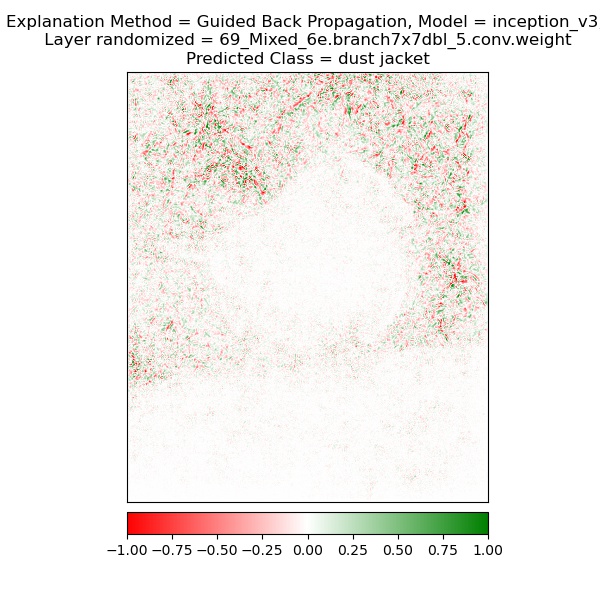 Explanation Method = Guided Back Propagation, Model = inception_v3
Layer randomized = 69_Mixed_6e.branch7x7dbl_5.conv.weight
Predicted Class = dust jacket
−1.00 −0.75 −0.50 −0.25 0.00 0.25 0.50 0.75 1.00